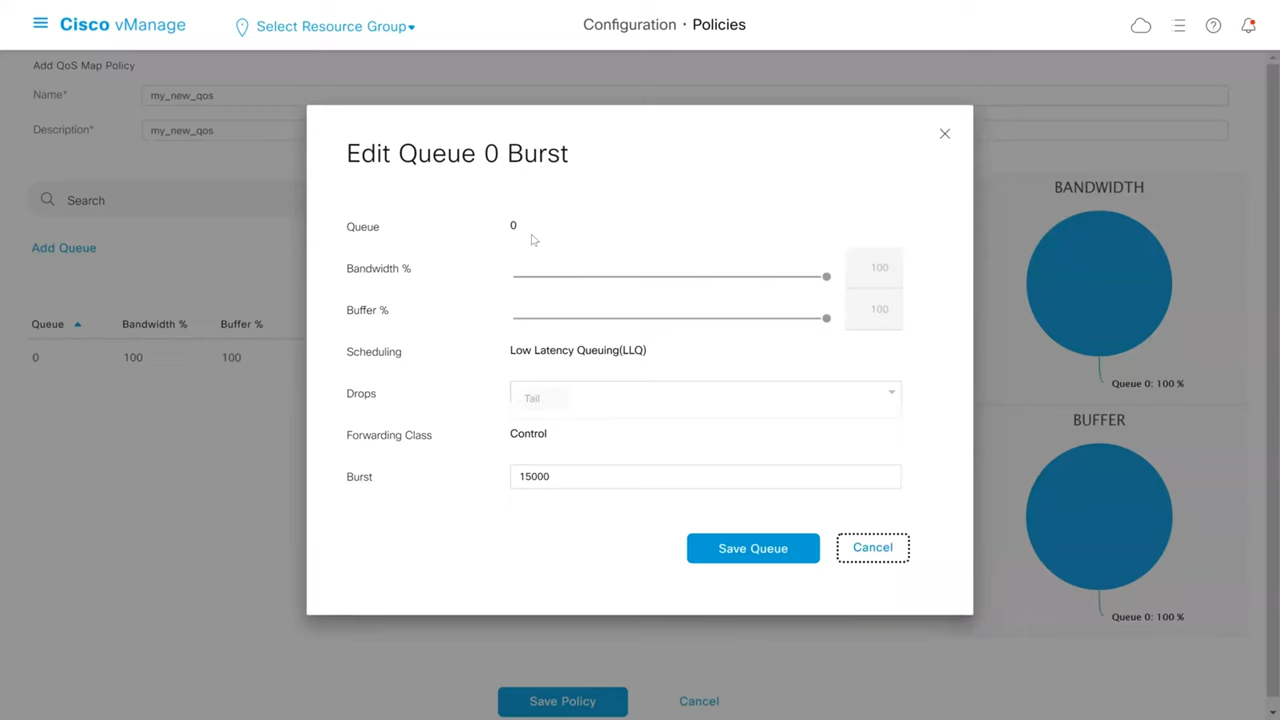 Cisco vManage
Select Resource Group▾
Configuration · Policies
Add QoS Map Policy
Name* my_new_qos
Description* my_new_qos
Search
Add Queue
Queue Bandwidth % Buffer %
0 100 100
Edit Queue 0 Burst
Queue 0
Bandwidth % 100
Buffer % 100
Scheduling Low Latency Queuing(LLQ)
Drops Tail
Forwarding Class Control
Burst 15000
Save Queue Cancel
BANDWIDTH
Queue 0: 100 %
BUFFER
Queue 0: 100 %
Save Policy Cancel